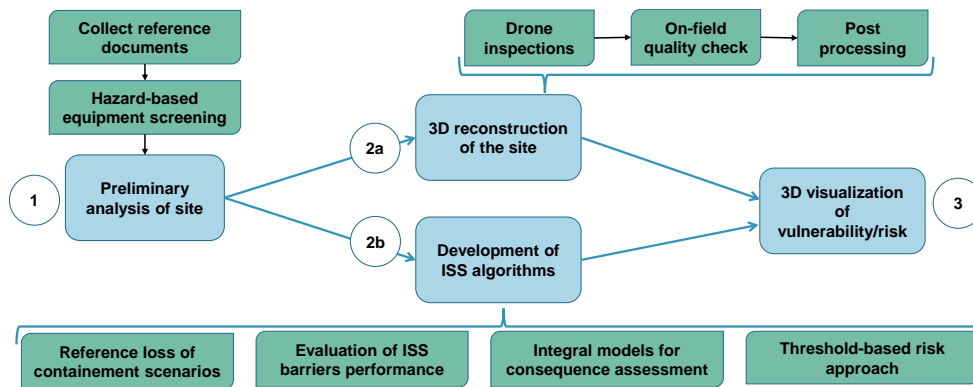 Collect reference
documents
Hazard-based
equipment screening
1
Preliminary
analysis of site
Drone
inspections
On-field
quality check
Post
processing
2a
3D reconstruction
of the site
2b
Development of
ISS algorithms
3D visualization
of
vulnerability/risk
3
Reference loss of
containement scenarios
Evaluation of ISS
barriers performance
Integral models for
consequence assessment
Threshold-based risk
approach